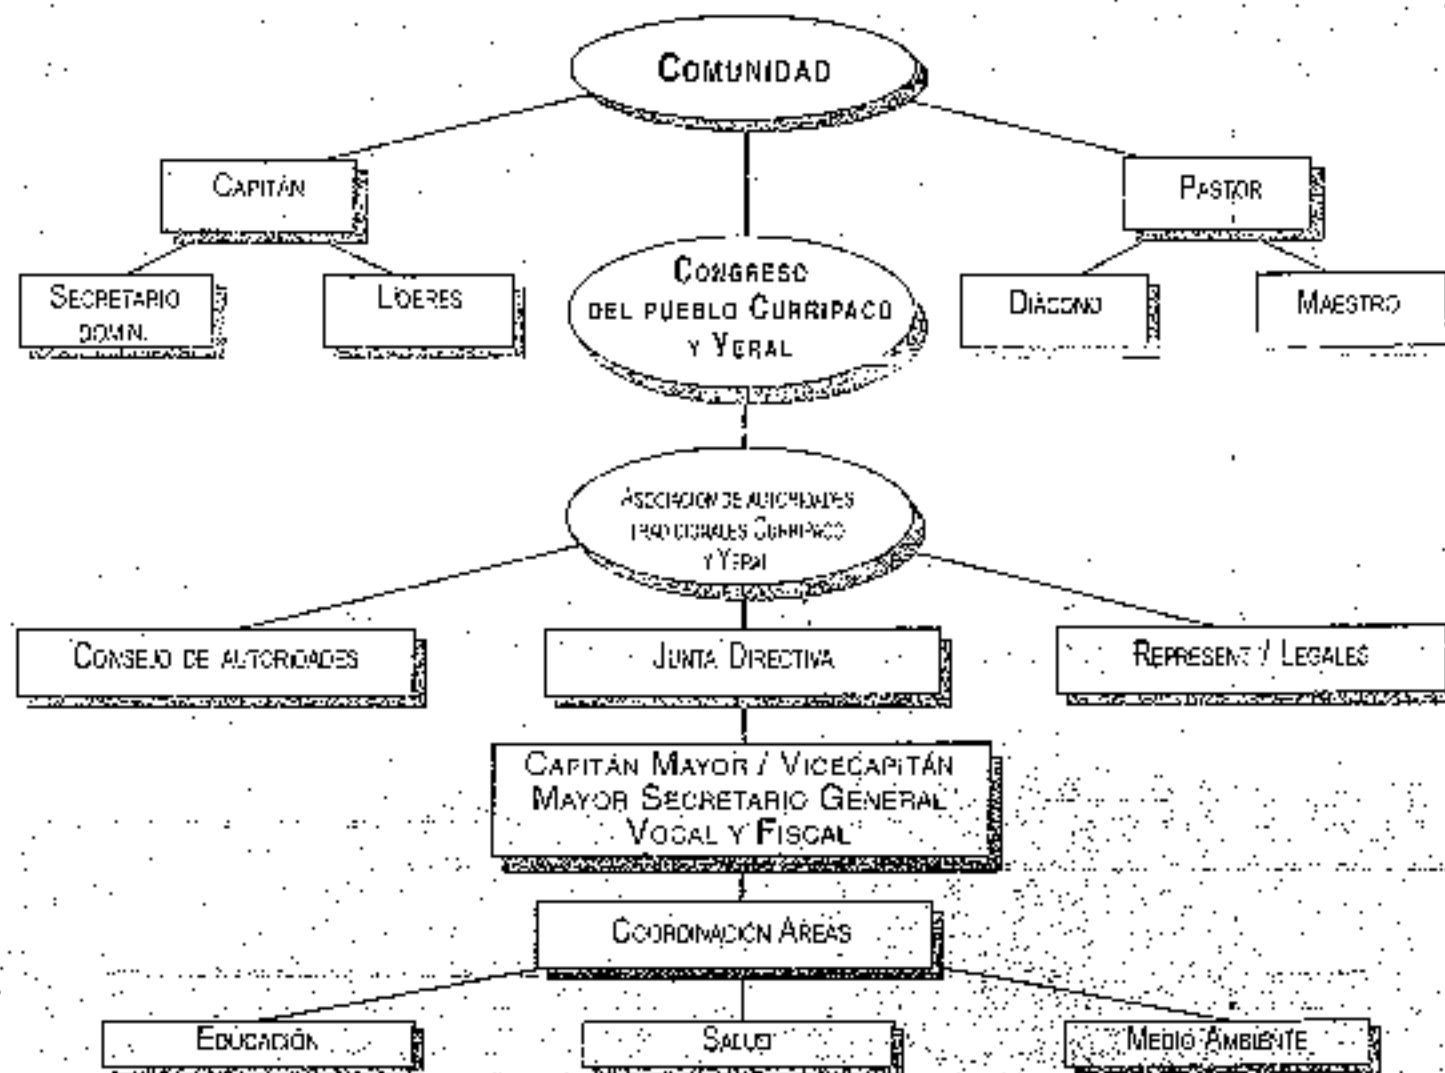 COMUNIDAD
CAPITÁN
PASTOR
SECRETARIO
LÍDERES
DIÁCONO
MAESTRO
CONGRESO
DEL PUEBLO CURRIPACO
Y YERAL
ASOCIACIÓN DE AUTORIDADES
TRADICIONALES CURRIPACO
Y YERAL
CONSEJO DE AUTORIDADES
JUNTA DIRECTIVA
REPRESENT / LEGALES
CAPITÁN MAYOR / VICECAPITÁN
MAYOR SECRETARIO GENERAL
VOCAL Y FISCAL
COORDINACIÓN AREAS
EDUCACIÓN
SALUD
MEDIO AMBIENTE